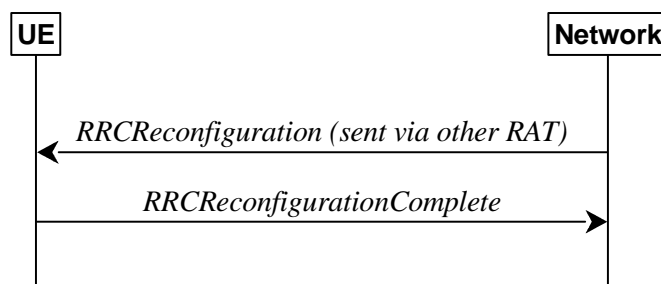 UE
Network
RRCReconfiguration (sent via other RAT)
RRCReconfigurationComplete